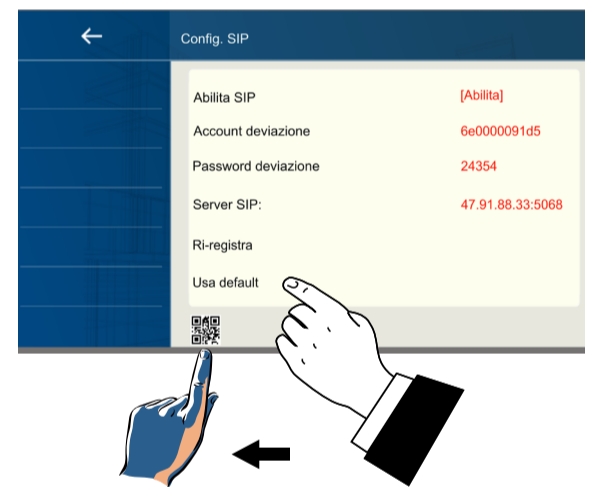 Config. SIP
Abilita SIP [Abilita]
Account deviazione 6e0000091d5
Password deviazione 24354
Server SIP: 47.91.88.33:5068
Ri-registra
Usa default